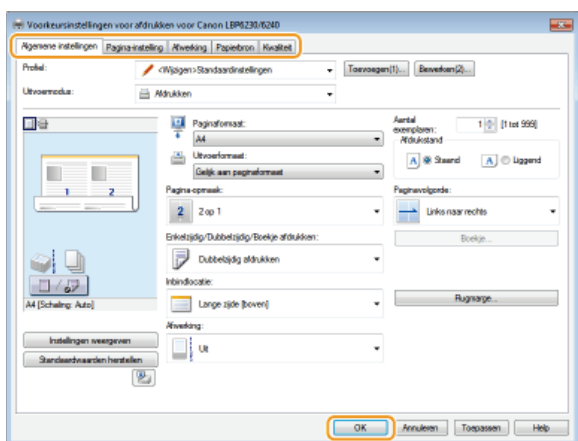 Voorkeursinstellingen voor afdrukken voor Canon LBP6230/6240
Algemene instellingen Pagina-instelling Afwerking Papierbron Kwaliteit
Profiel: <Wijzigen>Standaardinstellingen Toevoegen(1)... Bewerken(2)...
Uitvoermodus: Afdrukken
Paginaformaat:
A4
Aantal exemplaren: 1 [1 tot 999]
Uitvoerformaat:
Gelijk aan paginaformaat
Afdrukstand
A Staand A Liggend
Pagina-opmaak:
2 2 op 1
Paginavolgorde:
Links naar rechts
1 2
Enkelzijdig/Dubbelzijdig/Boekje afdrukken:
Dubbelzijdig afdrukken
Boekje...
A4 [Schaling: Auto]
Inbindlocatie:
Lange zijde [boven]
Rugmarge...
Afwerking:
Uit
Instellingen weergeven
Standaardwaarden herstellen
OK Annuleren Toepassen Help